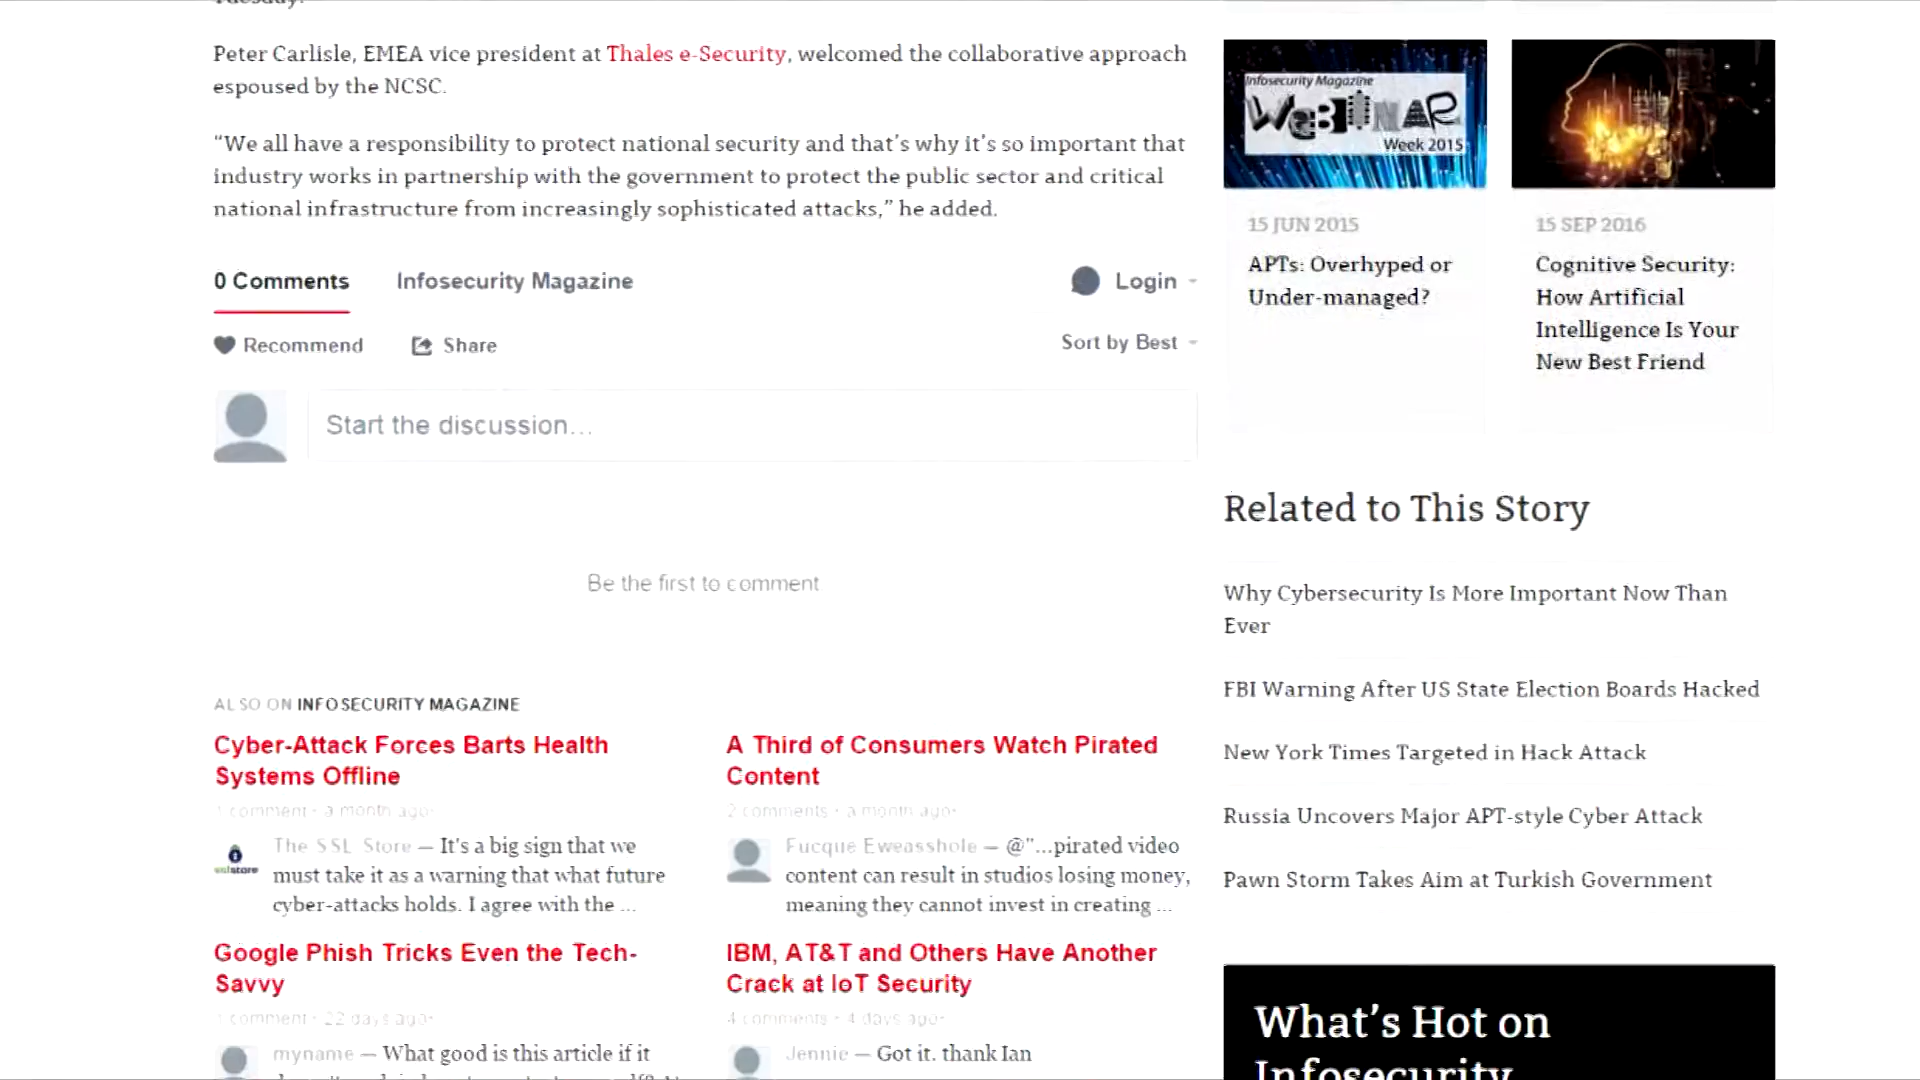 Peter Carlisle, EMEA vice president at Thales e-Security, welcomed the collaborative approach
espoused by the NCSC.
“We all have a responsibility to protect national security and that’s why it’s so important that
industry works in partnership with the government to protect the public sector and critical
national infrastructure from increasingly sophisticated attacks,” he added.
0 Comments
Infosecurity Magazine
Login
Recommend
Share
Sort by Best
Start the discussion...
Be the first to comment
ALSO ON INFOSECURITY MAGAZINE
Cyber-Attack Forces Barts Health
Systems Offline
1 comment • a month ago•
The SSL Store — It's a big sign that we
must take it as a warning that what future
cyber-attacks holds. I agree with the ...
A Third of Consumers Watch Pirated
Content
2 comments • a month ago•
Fucque Eweasshole — @"...pirated video
content can result in studios losing money,
meaning they cannot invest in creating ...
Google Phish Tricks Even the Tech-
Savvy
1 comment • 22 days ago•
myname — What good is this article if it
IBM, AT&T and Others Have Another
Crack at IoT Security
4 comments • 4 days ago•
Jennie — Got it. thank Ian
Infosecurity Magazine
WEBINAR
Week 2015
15 JUN 2015
APTs: Overhyped or
Under-managed?
15 SEP 2016
Cognitive Security:
How Artificial
Intelligence Is Your
New Best Friend
Related to This Story
Why Cybersecurity Is More Important Now Than
Ever
FBI Warning After US State Election Boards Hacked
New York Times Targeted in Hack Attack
Russia Uncovers Major APT-style Cyber Attack
Pawn Storm Takes Aim at Turkish Government
What’s Hot on
Infosecurity